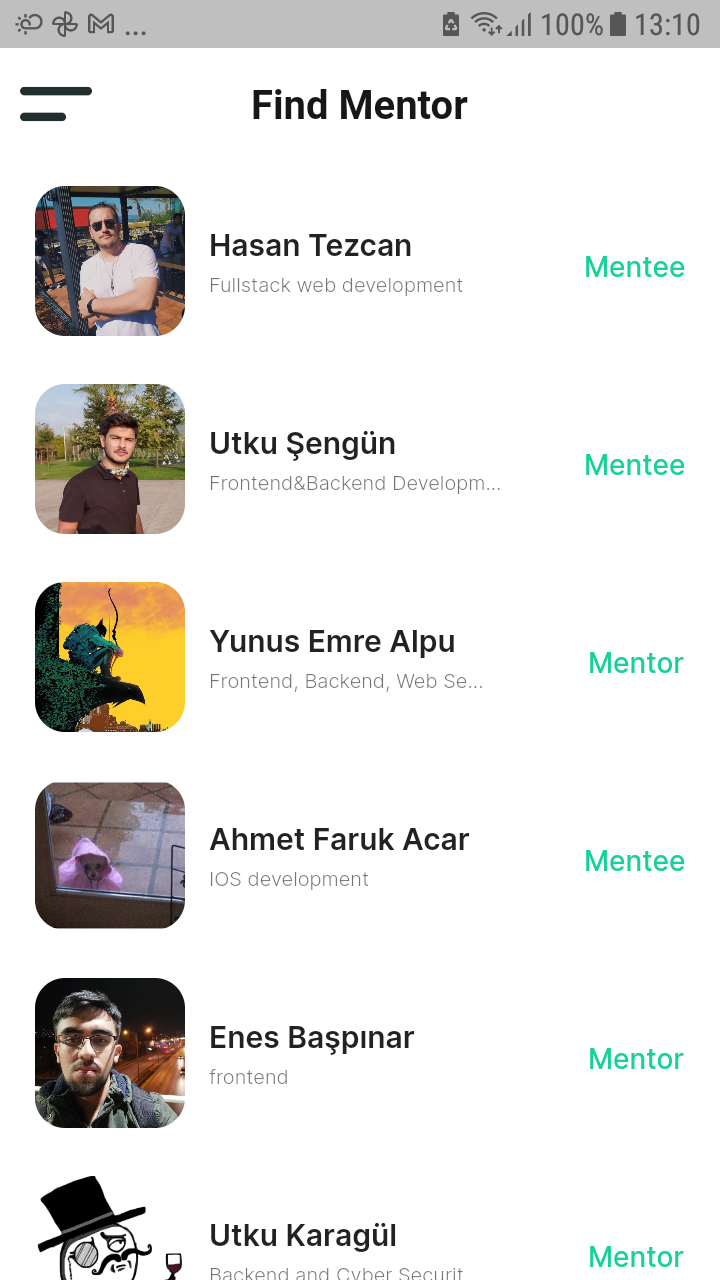 ... 100% 13:10
Find Mentor
Hasan Tezcan
Fullstack web development
Mentee
Utku Şengün
Frontend&Backend Developm...
Mentee
Yunus Emre Alpu
Frontend, Backend, Web Se...
Mentor
Ahmet Faruk Acar
IOS development
Mentee
Enes Başpınar
frontend
Mentor
Utku Karagül
Backend and Cyber Securit
Mentor